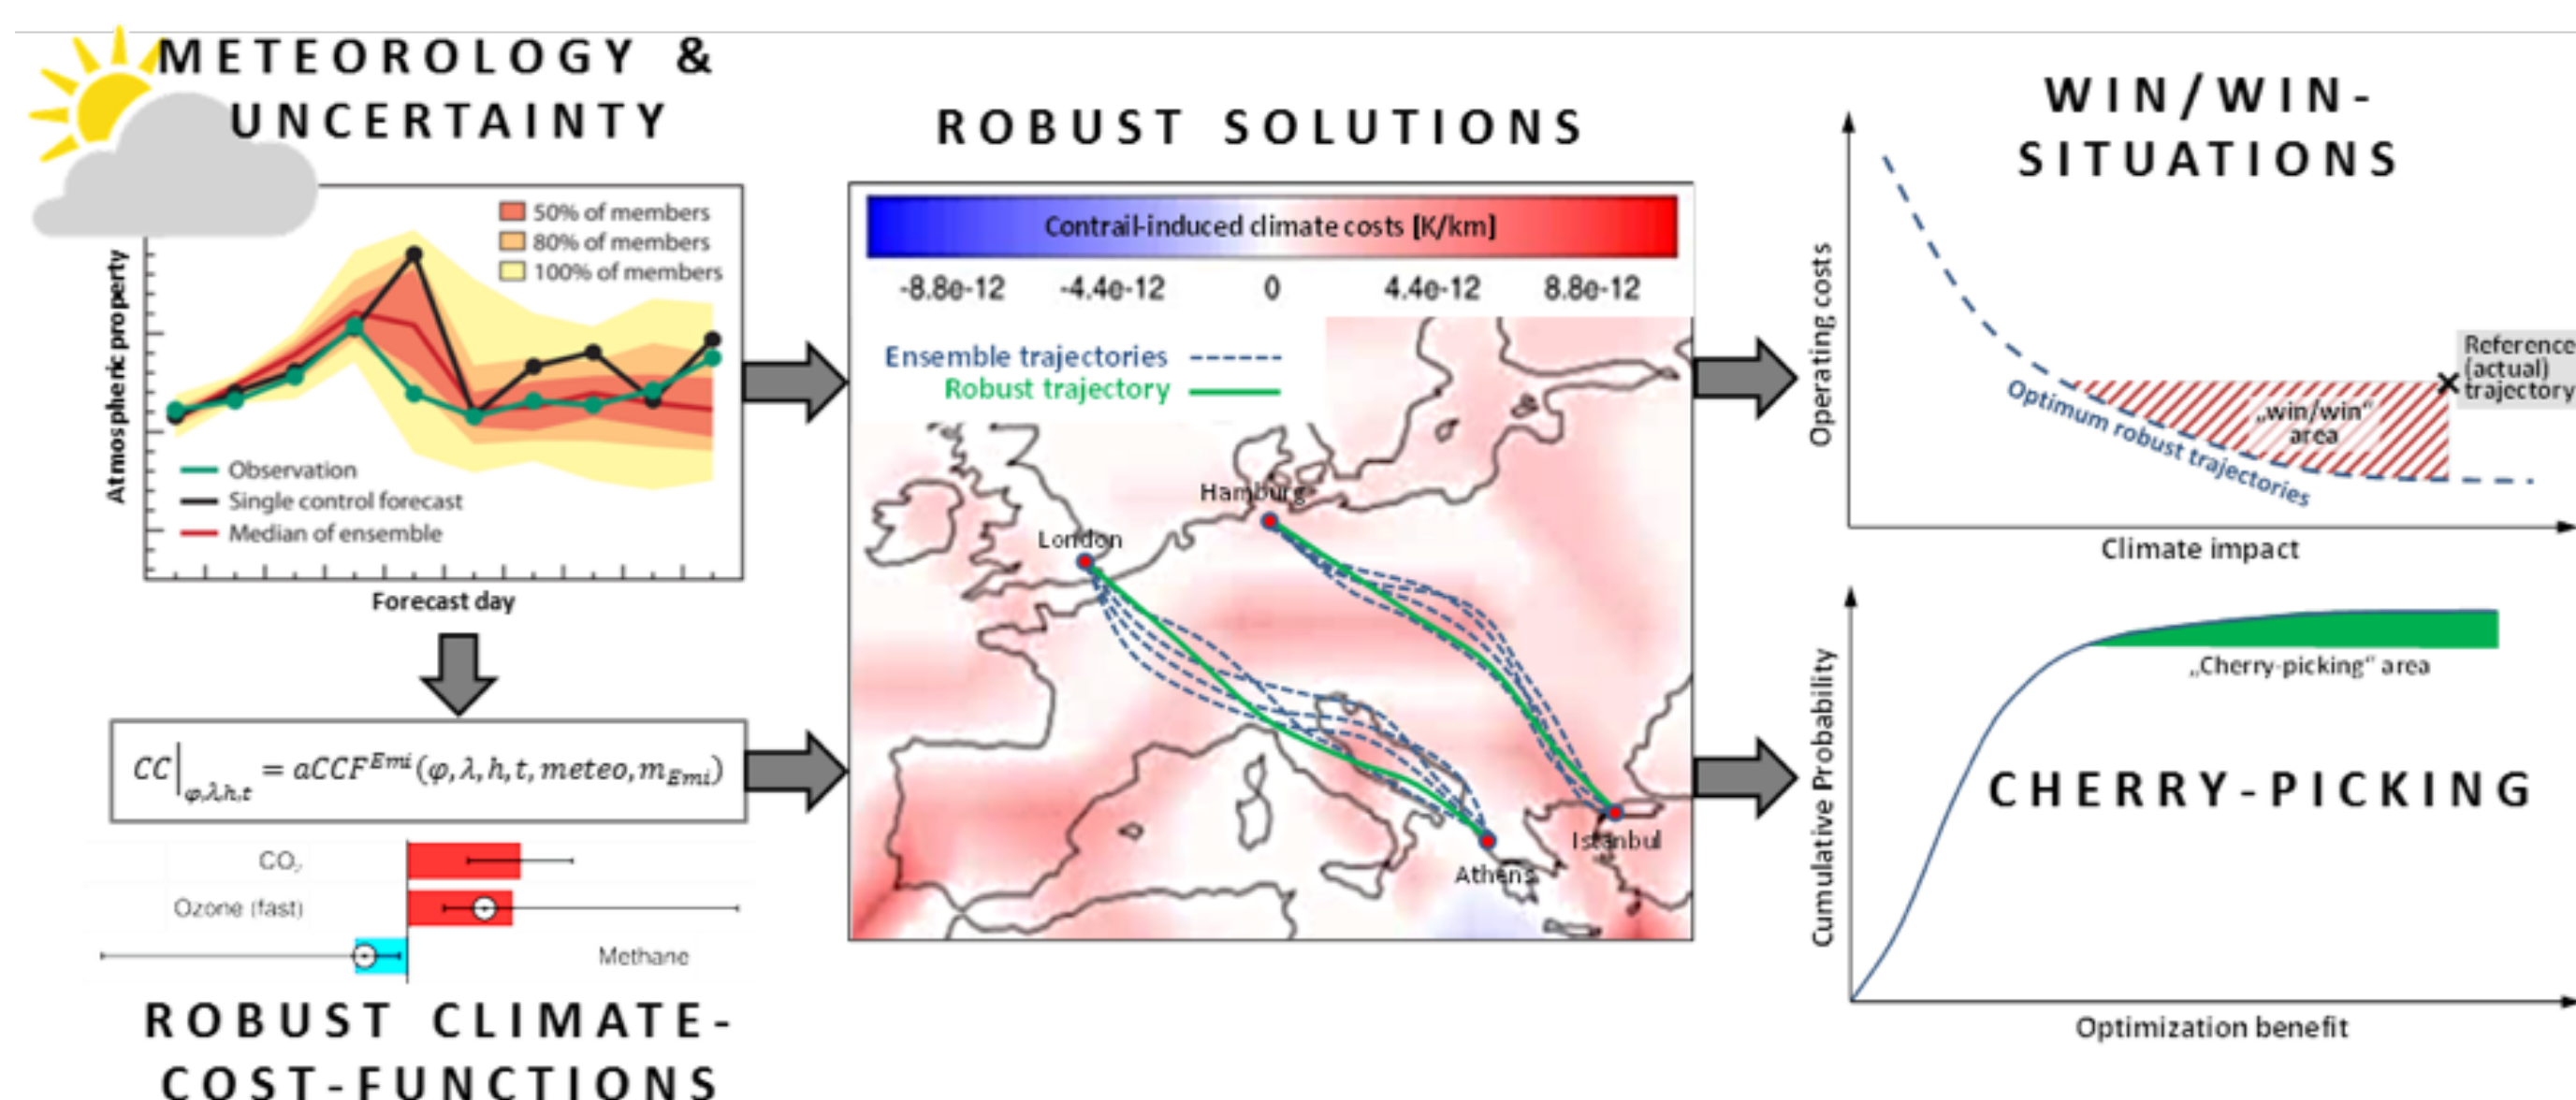 METEOROLOGY &
UNCERTAINTY
50% of members
80% of members
100% of members
Atmospheric property
Observation
Single control forecast
Median of ensemble
Forecast day
CC|φ,λ,h,t = aCCF^Emi(φ, λ, h, t, meteo, m_Emi)
CO₂
Ozone (fast)
Methane
ROBUST CLIMATE-
COST-FUNCTIONS
ROBUST SOLUTIONS
Contrail-induced climate costs [K/km]
-8.8e-12 -4.4e-12 0 4.4e-12 8.8e-12
Ensemble trajectories
Robust trajectory
Hamburg
London
Istanbul
Athens
WIN/WIN-
SITUATIONS
Operating costs
Reference
(actual)
trajectory
„win/win“
area
Optimum robust trajectories
Climate impact
Cumulative Probability
„Cherry-picking“ area
CHERRY-PICKING
Optimization benefit